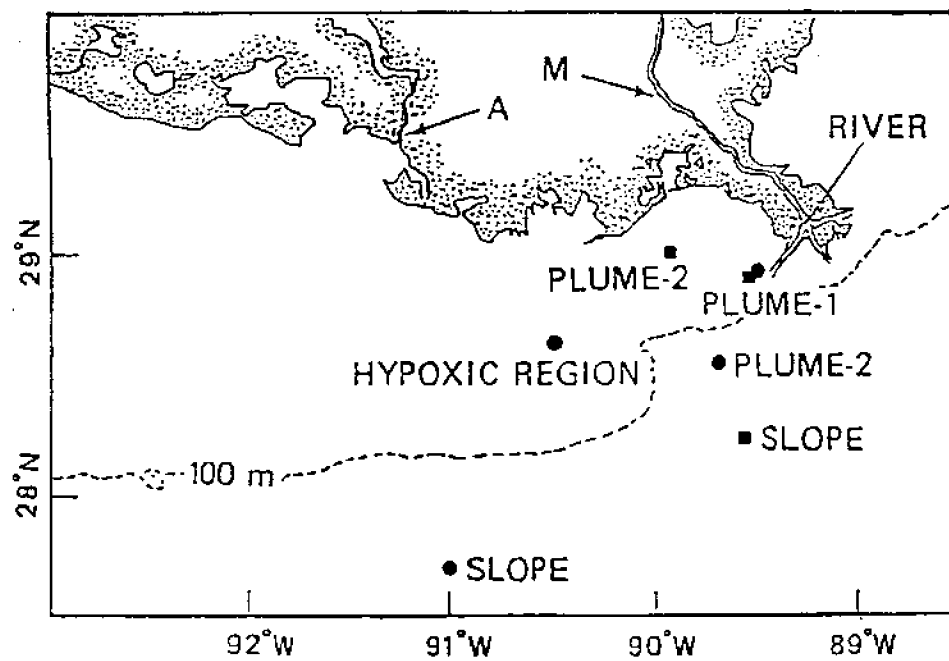 M
A
RIVER
29°N
PLUME-2
PLUME-1
HYPOXIC REGION
PLUME-2
SLOPE
28°N
100 m
SLOPE
92°W
91°W
90°W
89°W